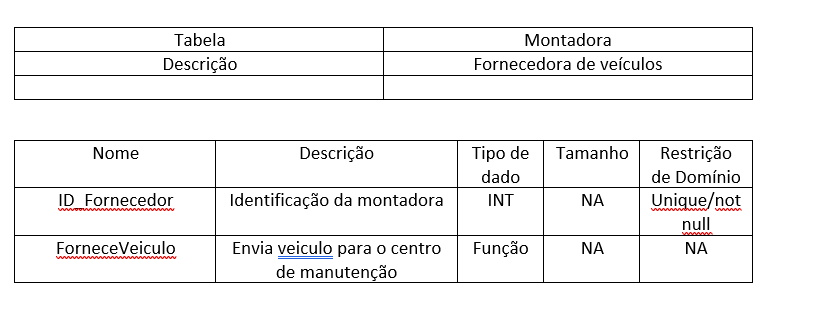 Tabela Montadora
Descrição Fornecedora de veículos
Nome Descrição Tipo de dado Tamanho Restrição de Domínio
ID_Fornecedor Identificação da montadora INT NA Unique/not null
ForneceVeiculo Envia veiculo para o centro de manutenção Função NA NA